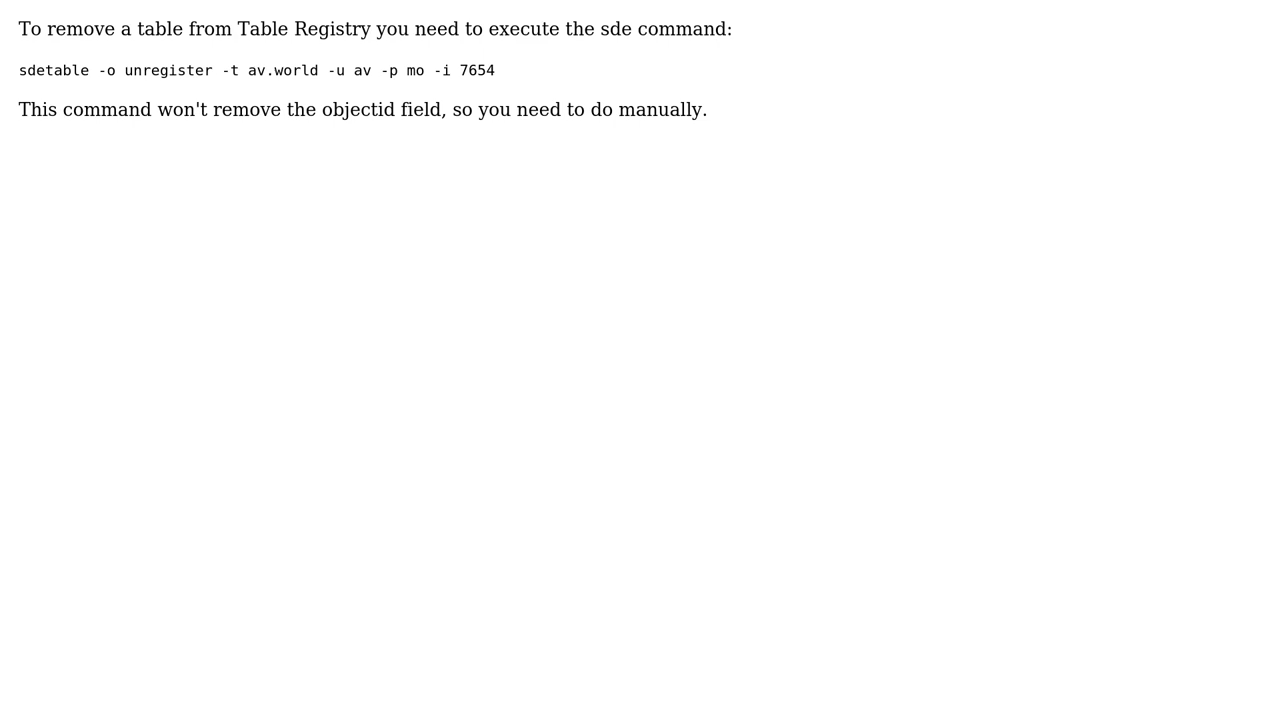 To remove a table from Table Registry you need to execute the sde command:
sdetable -o unregister -t av.world -u av -p mo -i 7654
This command won't remove the objectid field, so you need to do manually.